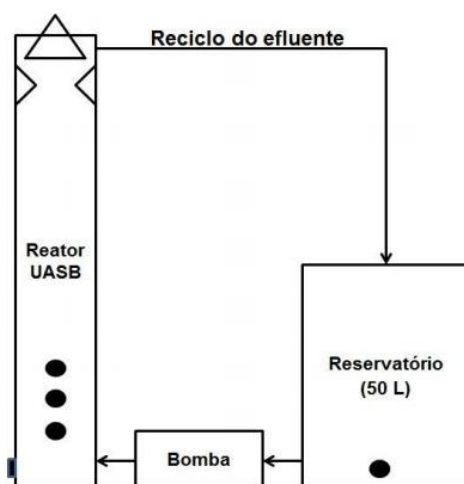 Reciclo do efluente
Reator
UASB
Reservatório
(50 L)
Bomba